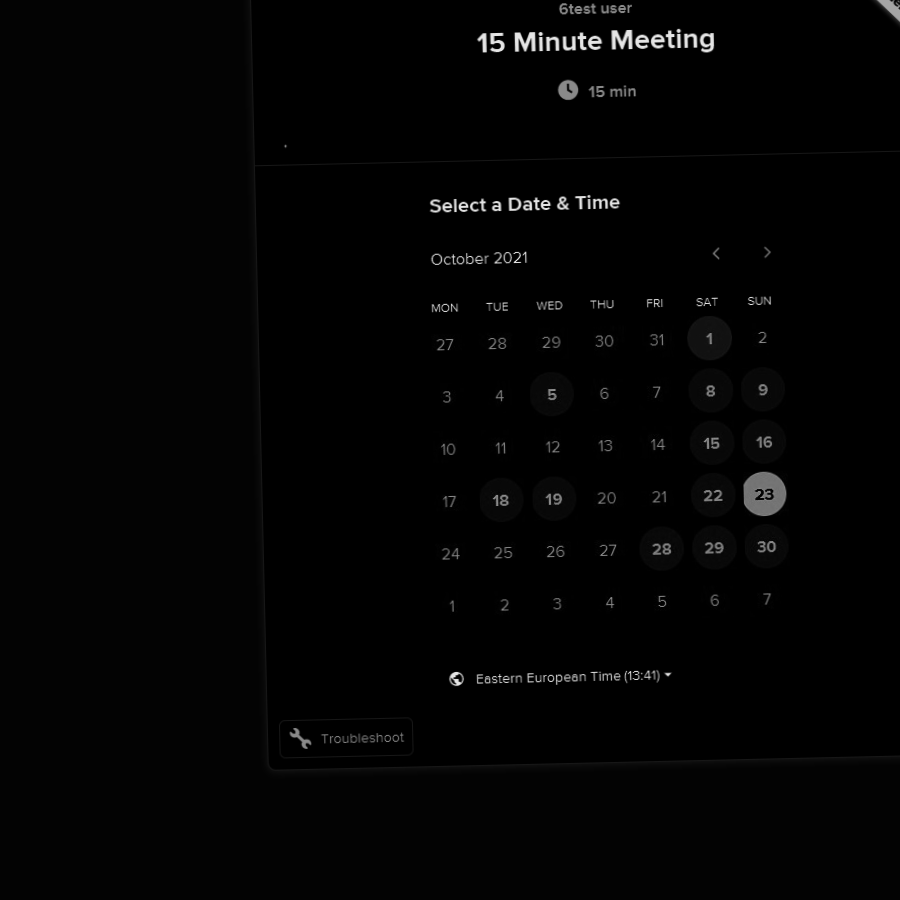 6test user
15 Minute Meeting
15 min
Select a Date & Time
October 2021
MON TUE WED THU FRI SAT SUN
27 28 29 30 31 1 2
3 4 5 6 7 8 9
10 11 12 13 14 15 16
17 18 19 20 21 22 23
24 25 26 27 28 29 30
1 2 3 4 5 6 7
Eastern European Time (13:41)
Troubleshoot